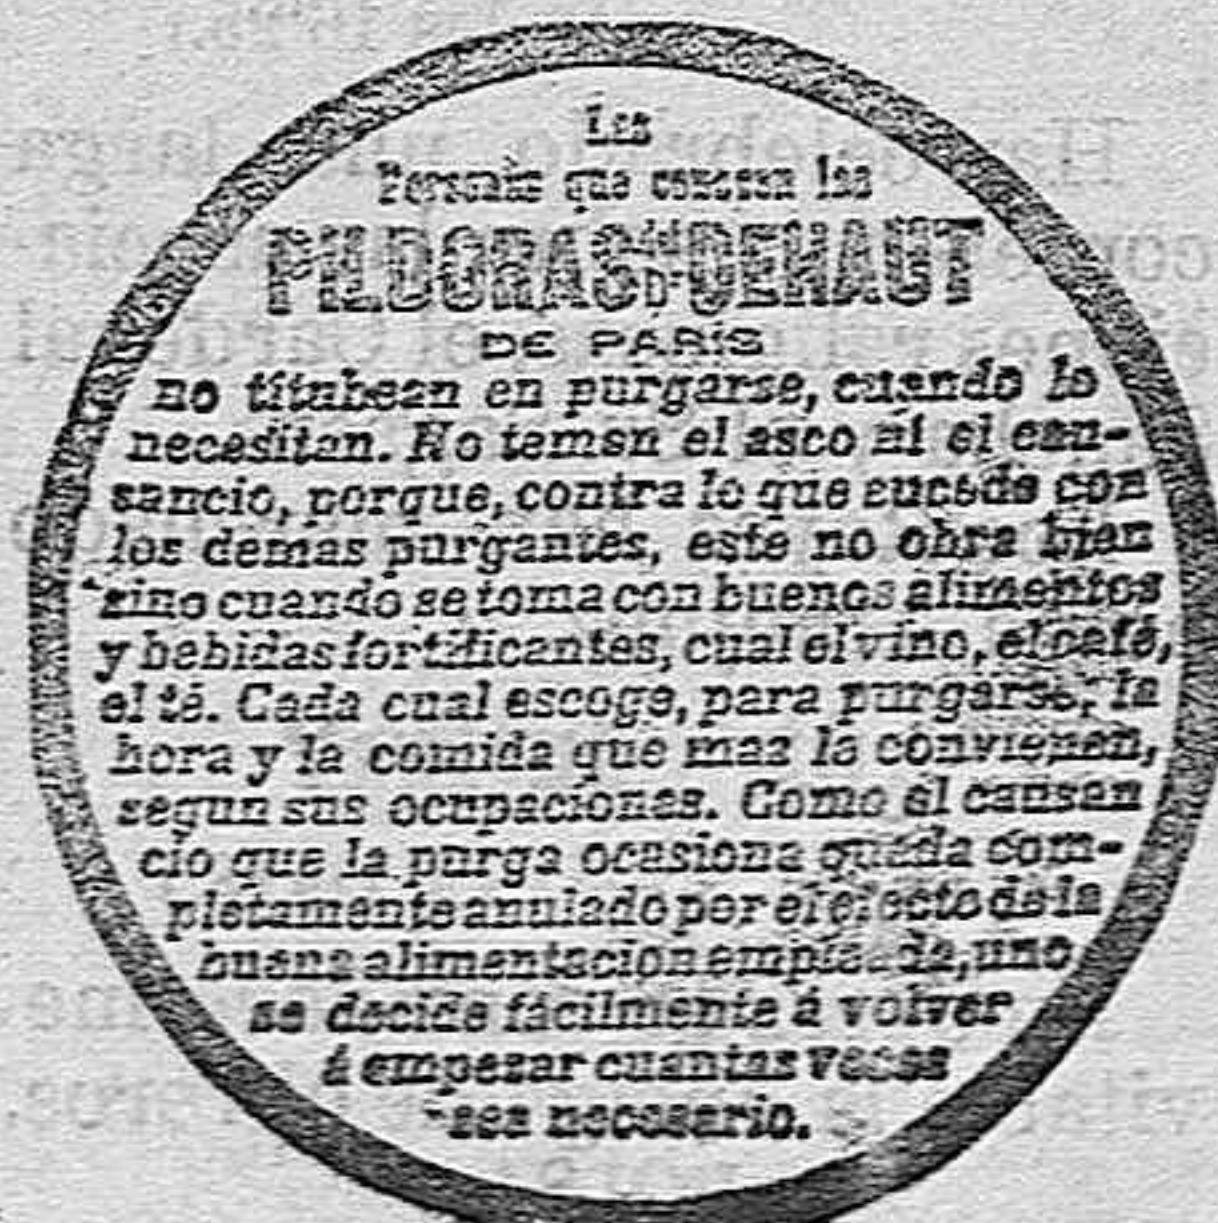 Las
Personas que conocen las
PILDORAS DEL DR DEHAUT
DE PARÍS
no titubean en purgarse, cuando lo
necesitan. No temen el asco ni el cau-
sancio, porque, contra lo que sucede con
los demas purgantes, este no obra bien
sino cuando se toma con buenos alimentos
y bebidas fortificantes, cual el vino, el café,
el té. Cada cual escoge, para purgarse, la
hora y la comida que mas le convienen,
segun sus ocupaciones. Como el causan
cio que la purga ocasiona queda com-
pletamente anulado por el efecto de la
buena alimentacion empleada, uno
se decide fácilmente á volver
á empezar cuantas veces
sea necesario.